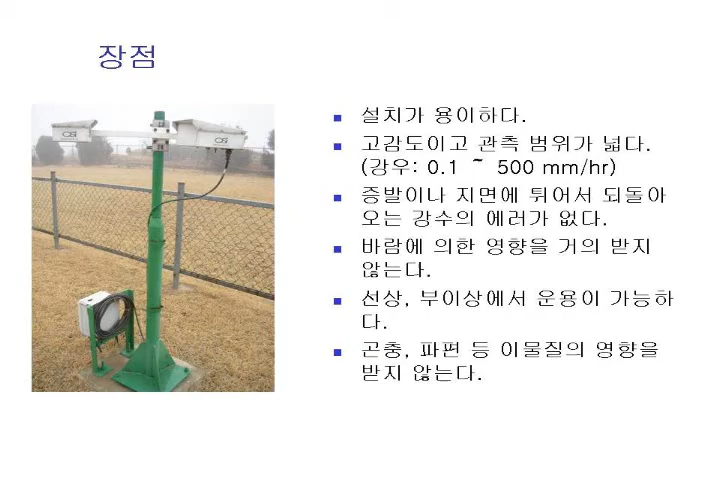 장점
설치가 용이하다.
고감도이고 관측 범위가 넓다.
(강우: 0.1 ~ 500 mm/hr)
증발이나 지면에 튀어서 되돌아
오는 강수의 에러가 없다.
바람에 의한 영향을 거의 받지
않는다.
선상, 부이상에서 운용이 가능하
다.
곤충, 파편 등 이물질의 영향을
받지 않는다.
CSi
CSi